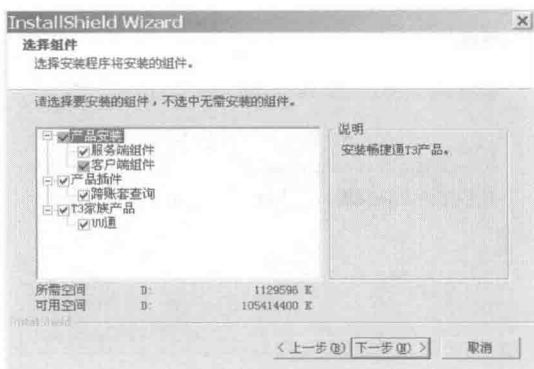 InstallShield Wizard
选择组件
选择安装程序将安装的组件。
请选择要安装的组件，不选中无需安装的组件。
产品安装
服务端组件
客户端组件
产品插件
跨账套查询
T3家族产品
UU通
说明
安装畅捷通T3产品。
所需空间 D: 1129596 K
可用空间 D: 105414400 K
InstallShield
< 上一步(B) 下一步(N) > 取消